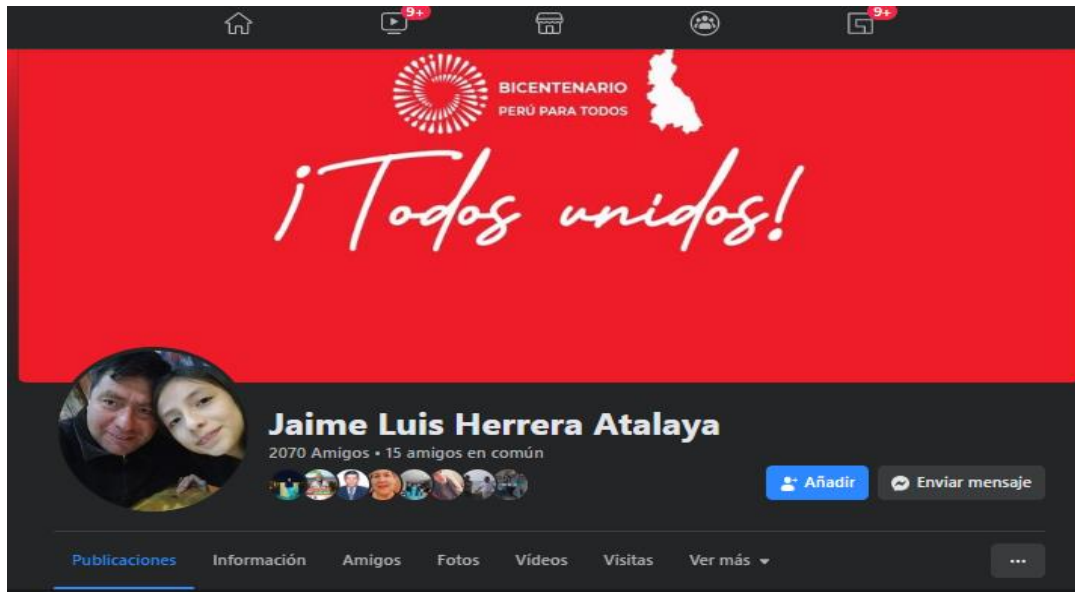 9+
9+
BICENTENARIO
PERÚ PARA TODOS
¡Todos unidos!
Jaime Luis Herrera Atalaya
2070 Amigos • 15 amigos en común
Añadir
Enviar mensaje
Publicaciones Información Amigos Fotos Vídeos Visitas Ver más